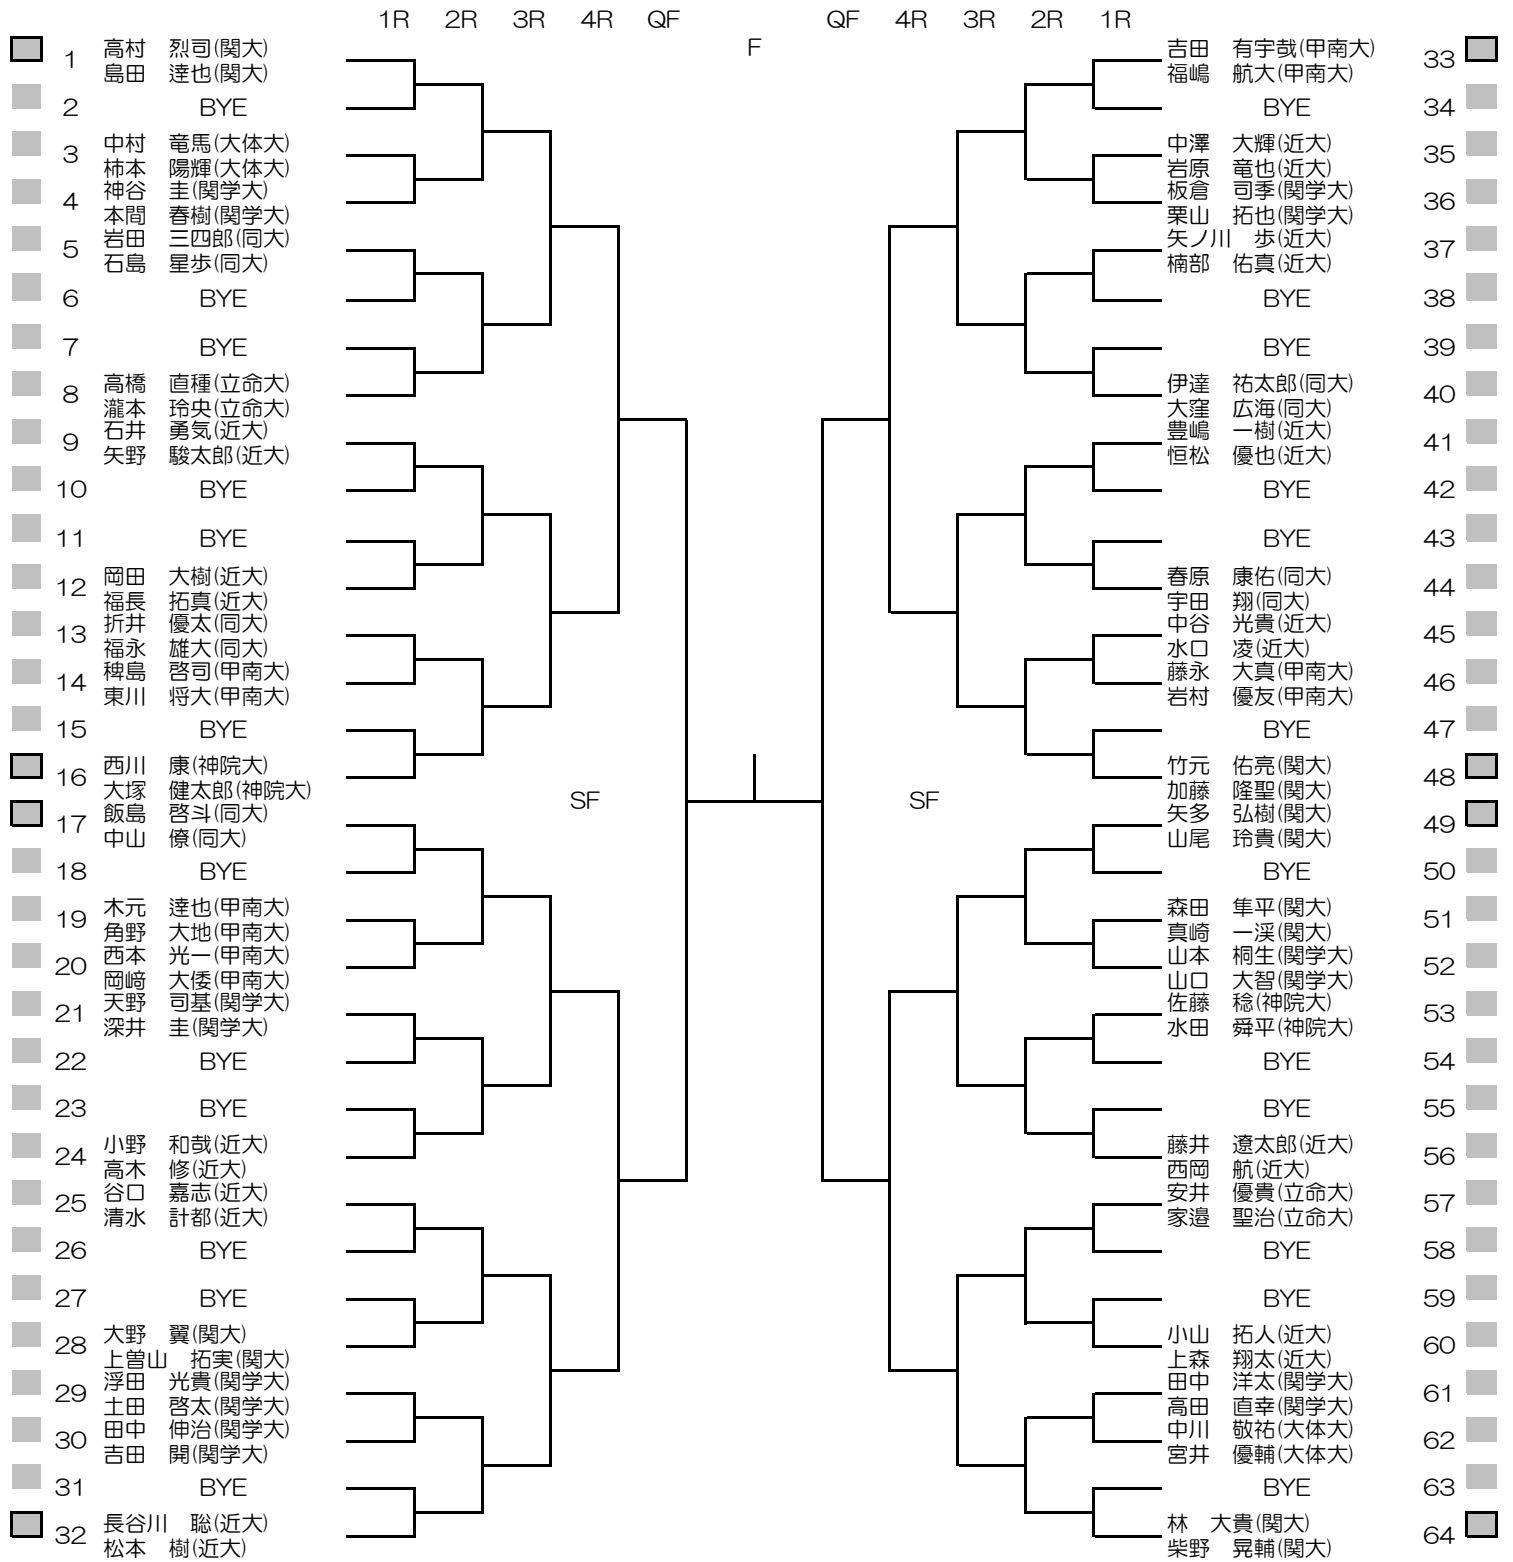 1R 2R 3R 4R QF F QF 4R 3R 2R 1R
1 高村 烈司(関大)
島田 達也(関大)
2 BYE
3 中村 竜馬(大体大)
柿本 陽輝(大体大)
4 神谷 圭(関学大)
本間 春樹(関学大)
5 岩田 三四郎(同大)
石島 星歩(同大)
6 BYE
7 BYE
8 高橋 直種(立命大)
瀧本 玲央(立命大)
9 石井 勇気(近大)
矢野 駿太郎(近大)
10 BYE
11 BYE
12 岡田 大樹(近大)
福長 拓真(近大)
13 折井 優太(同大)
福永 雄大(同大)
14 稗島 啓司(甲南大)
東川 将大(甲南大)
15 BYE
16 西川 康(神院大)
大塚 健太郎(神院大)
17 飯島 啓斗(同大)
中山 僚(同大)
18 BYE
19 木元 達也(甲南大)
角野 大地(甲南大)
20 西本 光一(甲南大)
岡﨑 大倭(甲南大)
21 天野 司基(関学大)
深井 圭(関学大)
22 BYE
23 BYE
24 小野 和哉(近大)
高木 修(近大)
25 谷口 嘉志(近大)
清水 計都(近大)
26 BYE
27 BYE
28 大野 翼(関大)
上曽山 拓実(関大)
29 浮田 光貴(関学大)
土田 啓太(関学大)
30 田中 伸治(関学大)
吉田 開(関学大)
31 BYE
32 長谷川 聡(近大)
松本 樹(近大)
SF SF
吉田 有宇哉(甲南大) 33
福嶋 航大(甲南大)
BYE 34
中澤 大輝(近大) 35
岩原 竜也(近大)
板倉 司季(関学大) 36
栗山 拓也(関学大)
矢ノ川 歩(近大) 37
楠部 佑真(近大)
BYE 38
BYE 39
伊達 祐太郎(同大) 40
大窪 広海(同大)
豊嶋 一樹(近大) 41
恒松 優也(近大)
BYE 42
BYE 43
春原 康佑(同大) 44
宇田 翔(同大)
中谷 光貴(近大) 45
水口 凌(近大)
藤永 大真(甲南大) 46
岩村 優友(甲南大)
BYE 47
竹元 佑亮(関大) 48
加藤 隆聖(関大)
矢多 弘樹(関大) 49
山尾 玲貴(関大)
BYE 50
森田 隼平(関大) 51
真崎 一渓(関大)
山本 桐生(関学大) 52
山口 大智(関学大)
佐藤 稔(神院大) 53
水田 舜平(神院大)
BYE 54
BYE 55
藤井 遼太郎(近大) 56
西岡 航(近大)
安井 優貴(立命大) 57
家邉 聖治(立命大)
BYE 58
BYE 59
小山 拓人(近大) 60
上森 翔太(近大)
田中 洋太(関学大) 61
高田 直幸(関学大)
中川 敬祐(大体大) 62
宮井 優輔(大体大)
BYE 63
林 大貴(関大) 64
柴野 晃輔(関大)